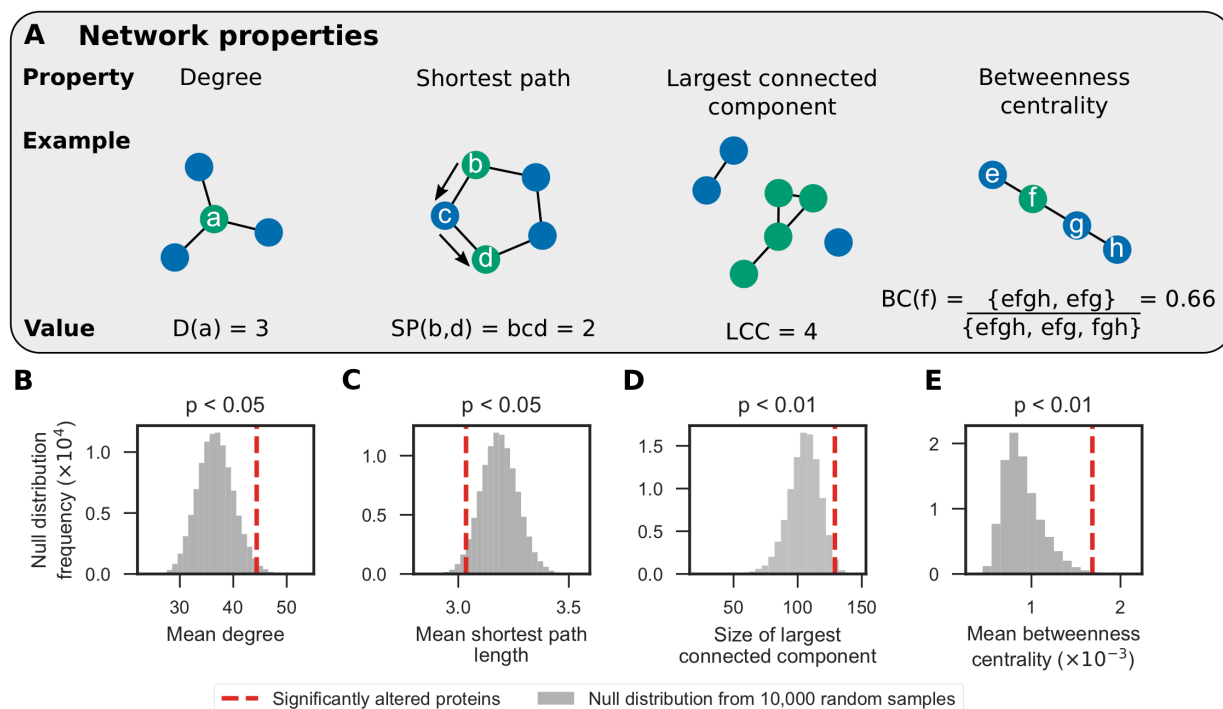 A Network properties
Property Degree Shortest path Largest connected component Betweenness centrality
Example
a
b
c
d
e
f
g
h
Value D(a) = 3 SP(b,d) = bcd = 2 LCC = 4 BC(f) = {efgh, efg} / {efgh, efg, fgh} = 0.66
B
p < 0.05
Null distribution
frequency (×10⁴)
1.0
0.5
0.0
30 40 50
Mean degree
C
p < 0.05
1.0
0.5
0.0
3.0 3.5
Mean shortest path
length
D
p < 0.01
1.5
1.0
0.5
0.0
50 100 150
Size of largest
connected component
E
p < 0.01
2
1
0
1 2
Mean betweenness
centrality (×10⁻³)
Significantly altered proteins Null distribution from 10,000 random samples